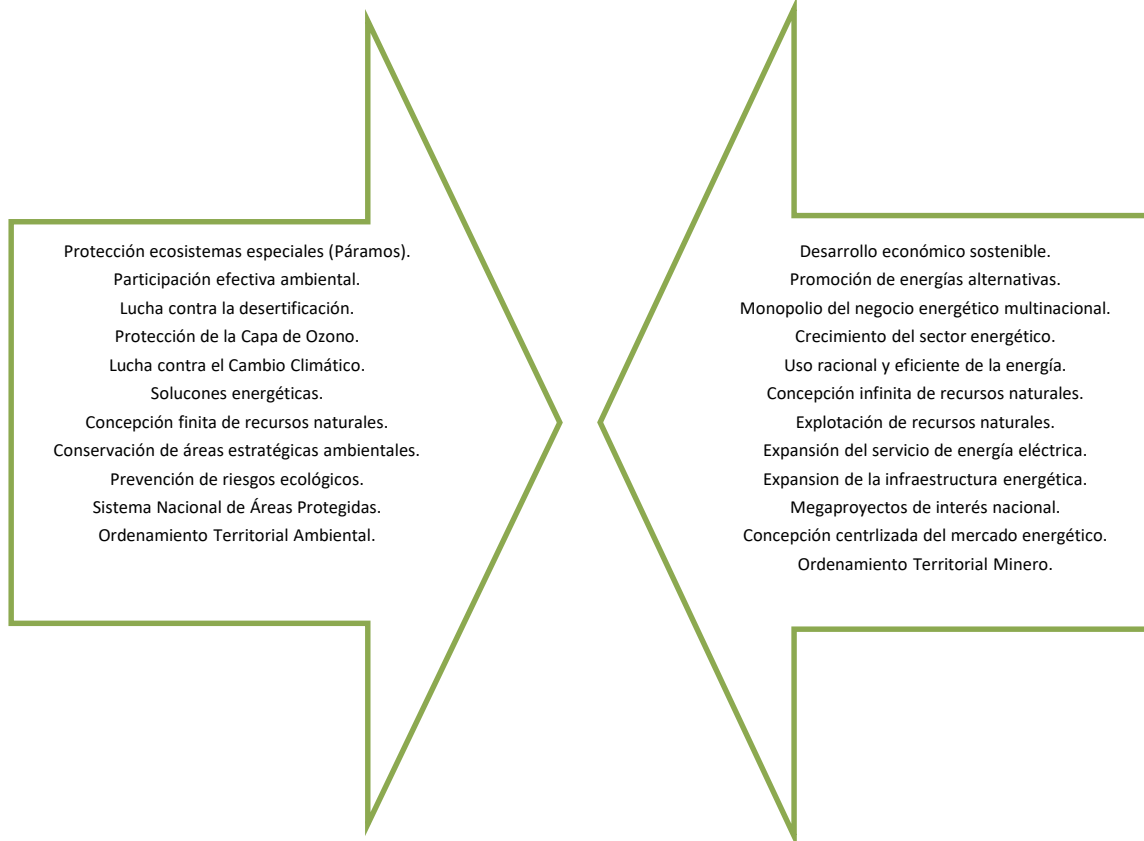 Protección ecosistemas especiales (Páramos).
Participación efectiva ambiental.
Lucha contra la desertificación.
Protección de la Capa de Ozono.
Lucha contra el Cambio Climático.
Solucones energéticas.
Concepción finita de recursos naturales.
Conservación de áreas estratégicas ambientales.
Prevención de riesgos ecológicos.
Sistema Nacional de Áreas Protegidas.
Ordenamiento Territorial Ambiental.
Desarrollo económico sostenible.
Promoción de energías alternativas.
Monopolio del negocio energético multinacional.
Crecimiento del sector energético.
Uso racional y eficiente de la energía.
Concepción infinita de recursos naturales.
Explotación de recursos naturales.
Expansión del servicio de energía eléctrica.
Expansion de la infraestructura energética.
Megaproyectos de interés nacional.
Concepción centrlizada del mercado energético.
Ordenamiento Territorial Minero.